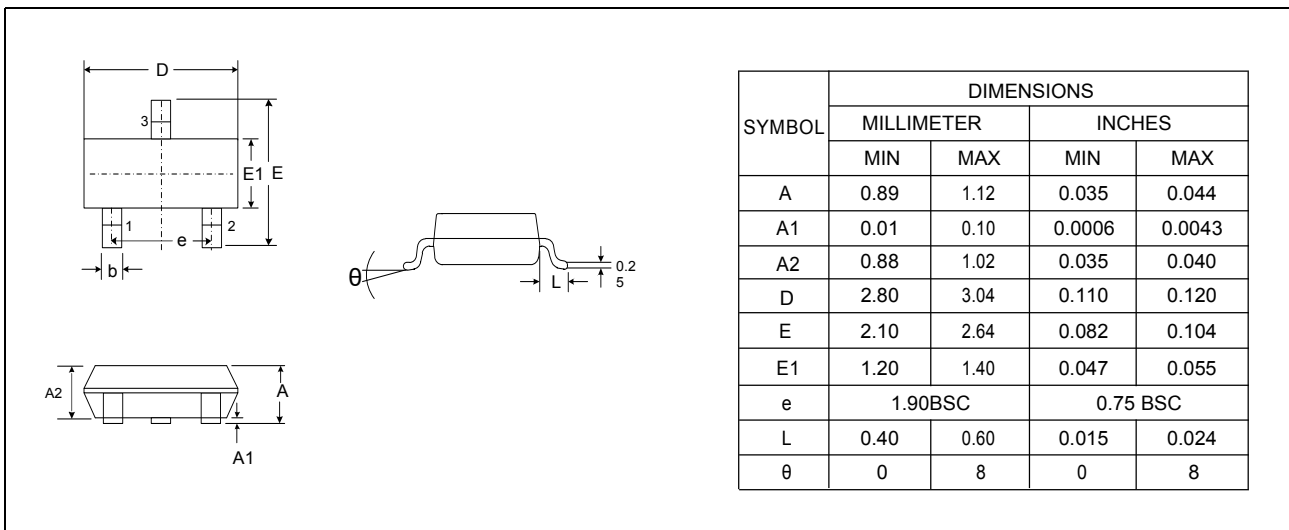 D
3
E1 E
1 2
e
b
θ
L
0.2
5
A2
A
A1
DIMENSIONS
SYMBOL MILLIMETER INCHES
MIN MAX MIN MAX
A 0.89 1.12 0.035 0.044
A1 0.01 0.10 0.0006 0.0043
A2 0.88 1.02 0.035 0.040
D 2.80 3.04 0.110 0.120
E 2.10 2.64 0.082 0.104
E1 1.20 1.40 0.047 0.055
e 1.90BSC 0.75 BSC
L 0.40 0.60 0.015 0.024
θ 0 8 0 8